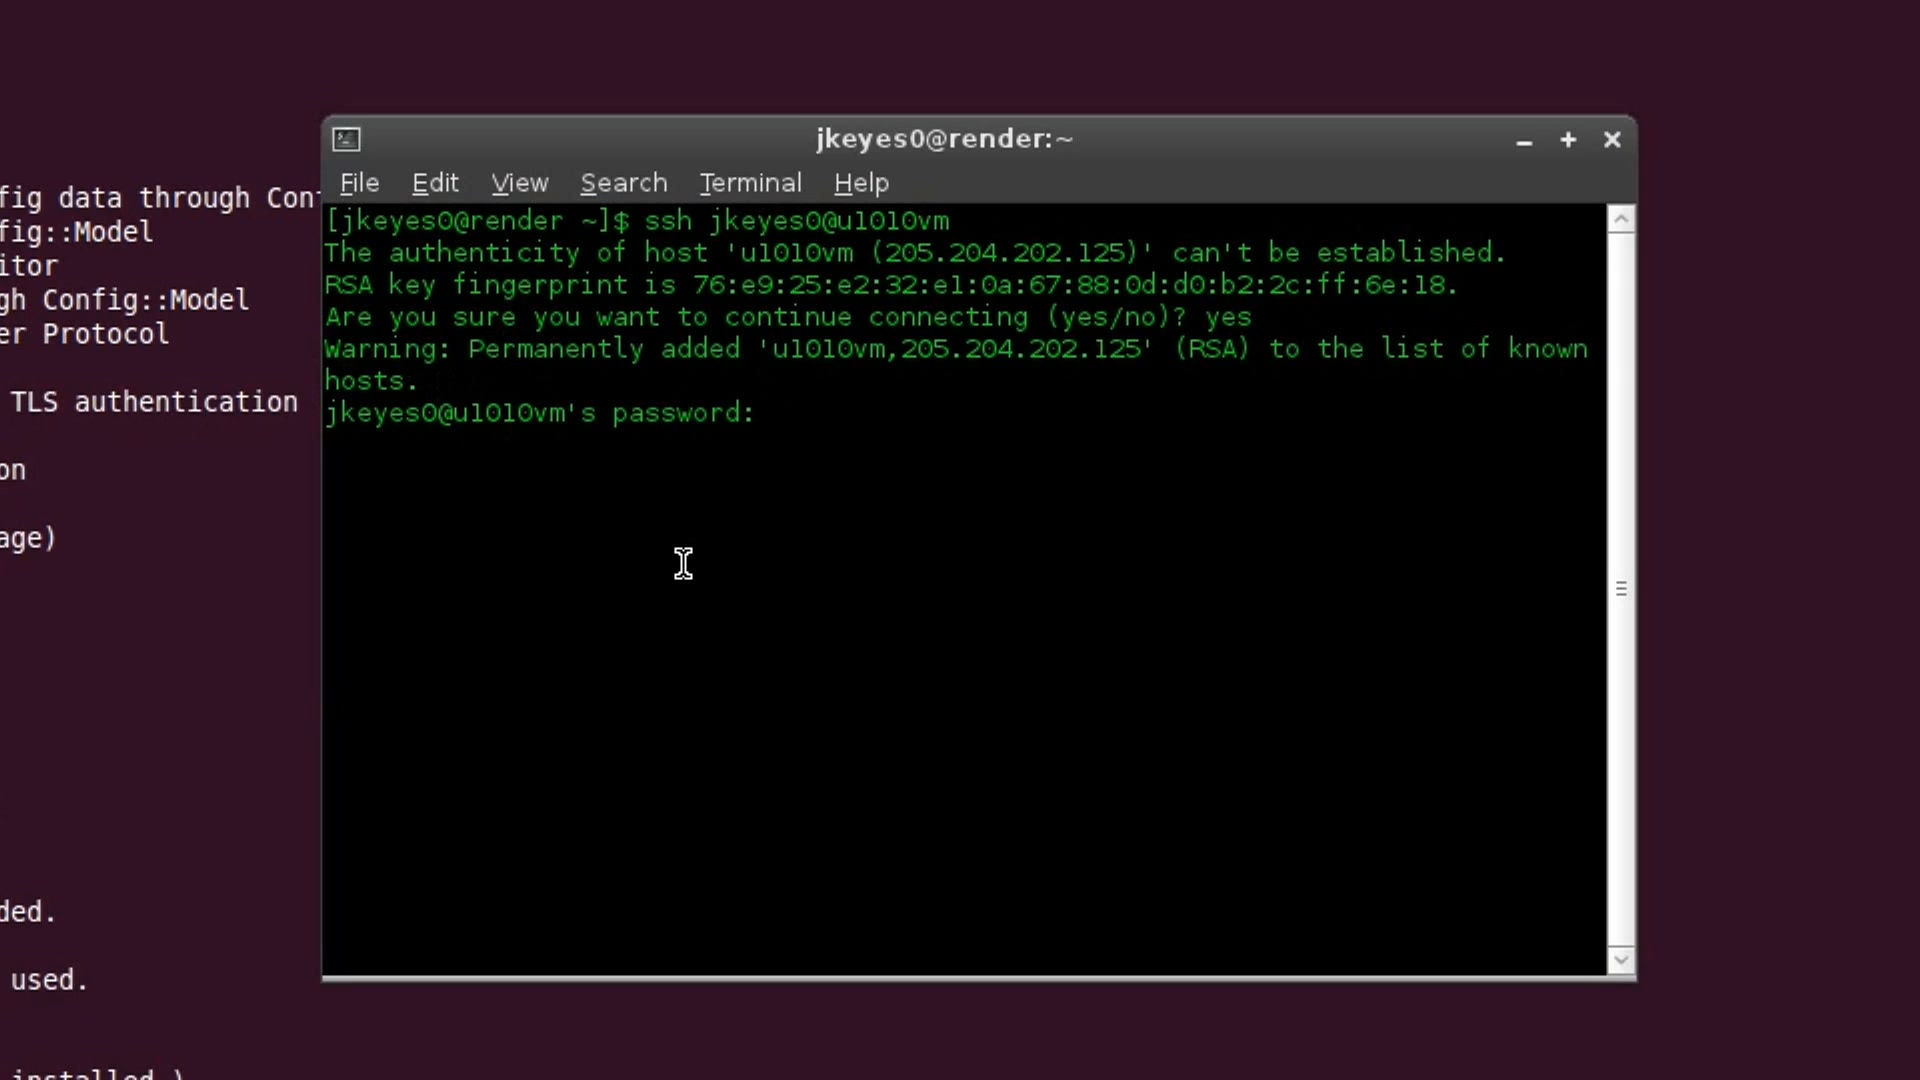 fig data through Con
fig::Model
itor
gh Config::Model
er Protocol
TLS authentication
on
age)
ded.
used.
installed.)
jkeyes0@render:~
File Edit View Search Terminal Help
[jkeyes0@render ~]$ ssh jkeyes0@u1010vm
The authenticity of host 'u1010vm (205.204.202.125)' can't be established.
RSA key fingerprint is 76:e9:25:e2:32:e1:0a:67:88:0d:d0:b2:2c:ff:6e:18.
Are you sure you want to continue connecting (yes/no)? yes
Warning: Permanently added 'u1010vm,205.204.202.125' (RSA) to the list of known
hosts.
jkeyes0@u1010vm's password: